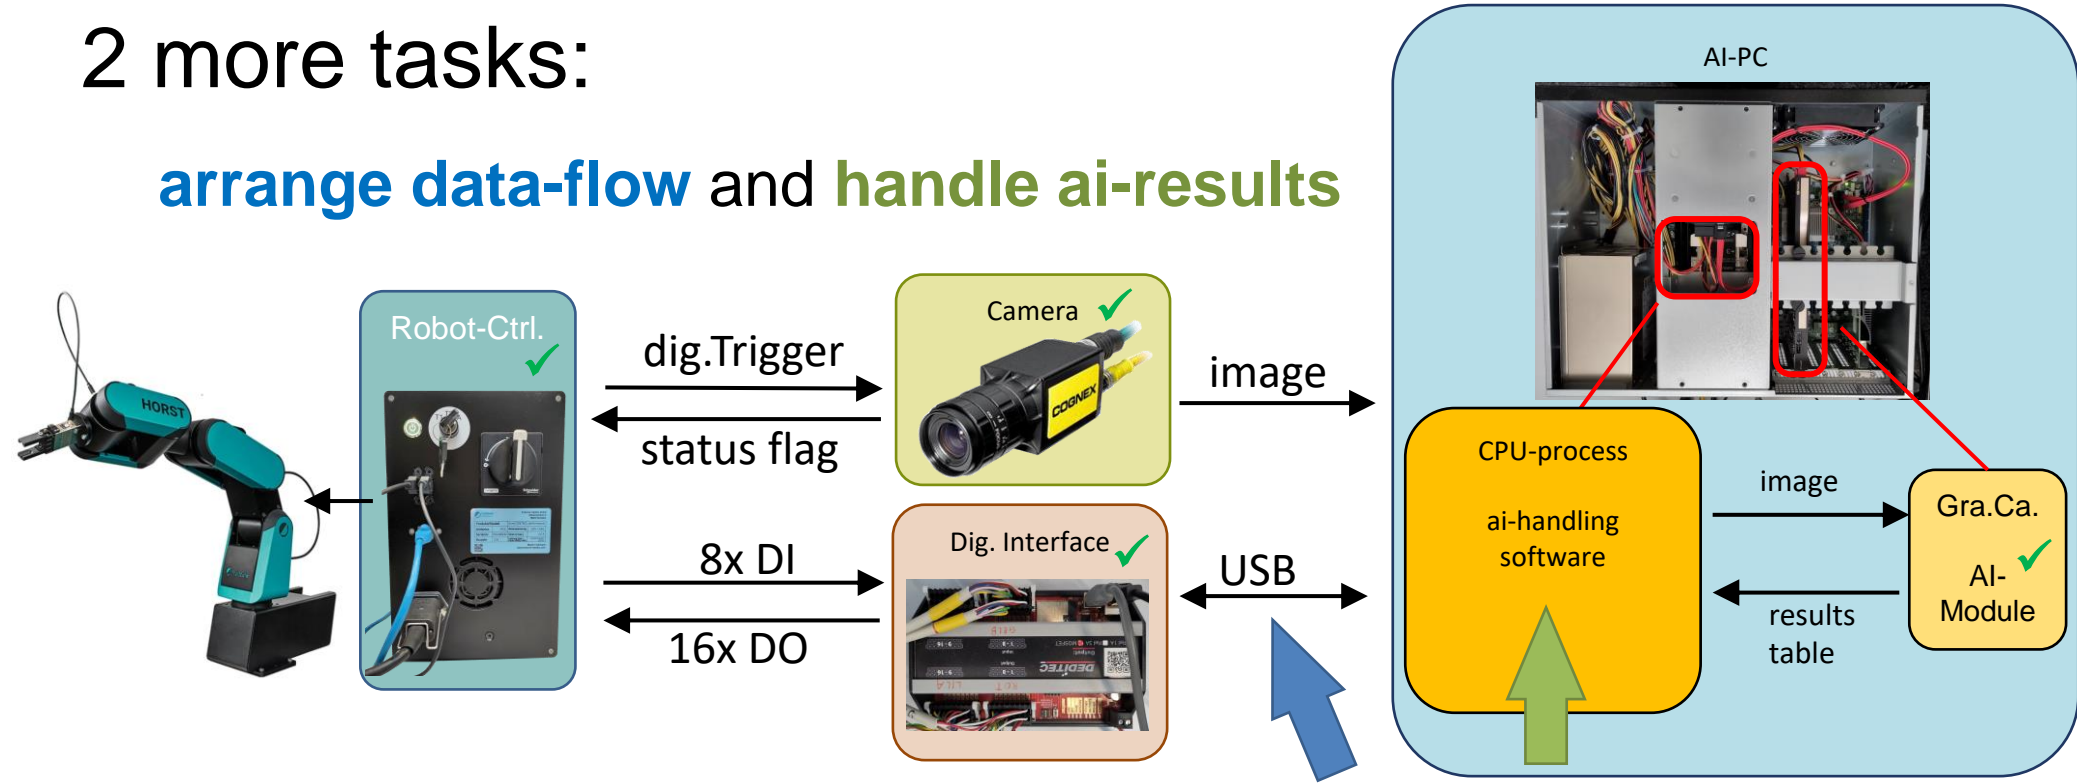 2 more tasks:
arrange data-flow and handle ai-results
AI-PC
Robot-Ctrl.
HORST
dig.Trigger
status flag
Camera
COGNEX
image
8x DI
16x DO
Dig. Interface
DEDITEC
USB
CPU-process
ai-handling
software
image
results
table
Gra.Ca.
AI-
Module